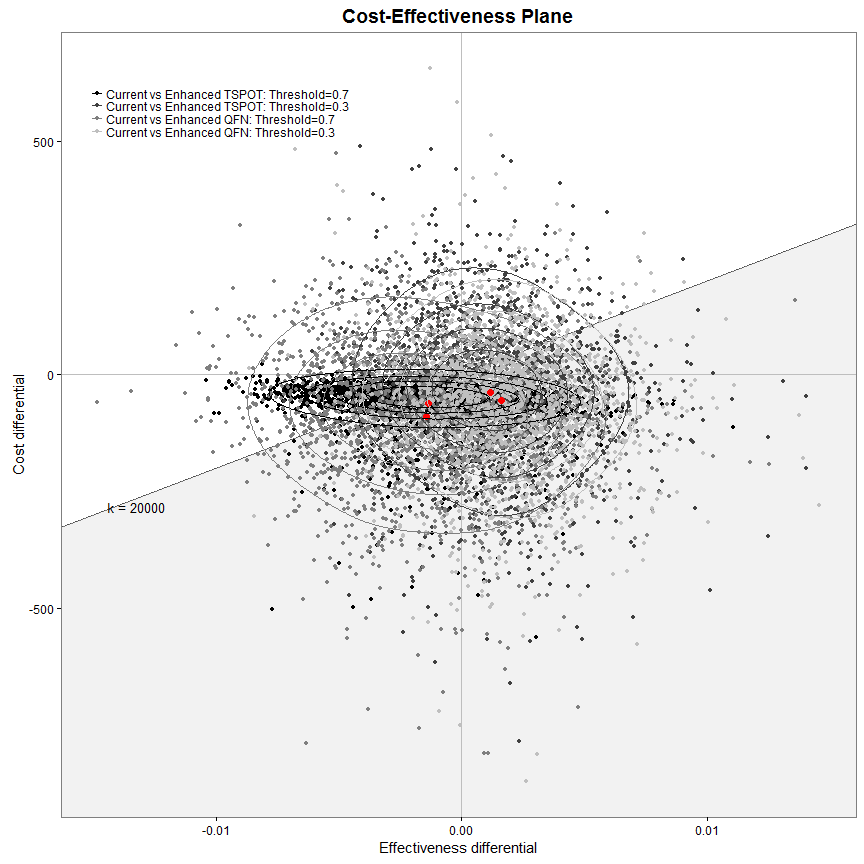 Cost-Effectiveness Plane
Current vs Enhanced TSPOT: Threshold=0.7
Current vs Enhanced TSPOT: Threshold=0.3
Current vs Enhanced QFN: Threshold=0.7
Current vs Enhanced QFN: Threshold=0.3
500
0
-500
Cost differential
k = 20000
-0.01
0.00
0.01
Effectiveness differential